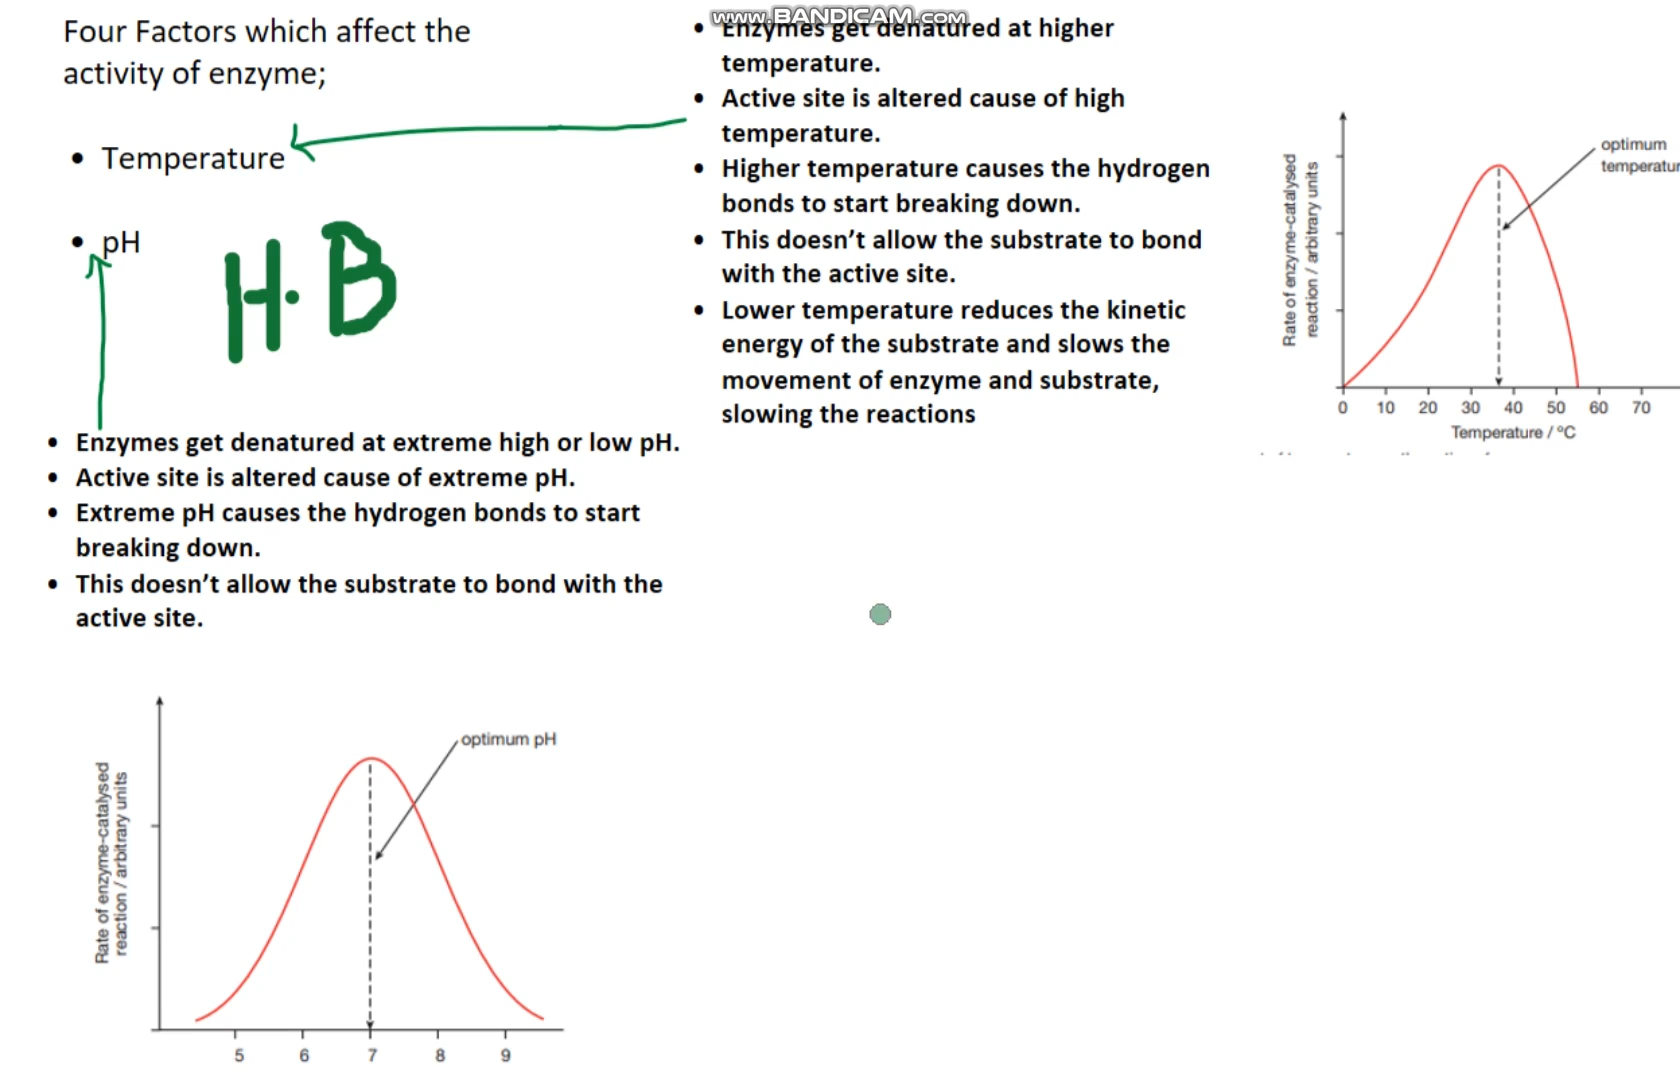 www.BANDICAM.com
Four Factors which affect the
activity of enzyme;
• Temperature
• pH
H.B
• Enzymes get denatured at higher
temperature.
• Active site is altered cause of high
temperature.
• Higher temperature causes the hydrogen
bonds to start breaking down.
• This doesn’t allow the substrate to bond
with the active site.
• Lower temperature reduces the kinetic
energy of the substrate and slows the
movement of enzyme and substrate,
slowing the reactions
optimum
temperatur
Rate of enzyme-catalysed
reaction / arbitrary units
0 10 20 30 40 50 60 70
Temperature / °C
• Enzymes get denatured at extreme high or low pH.
• Active site is altered cause of extreme pH.
• Extreme pH causes the hydrogen bonds to start
breaking down.
• This doesn’t allow the substrate to bond with the
active site.
optimum pH
Rate of enzyme-catalysed
reaction / arbitrary units
5 6 7 8 9